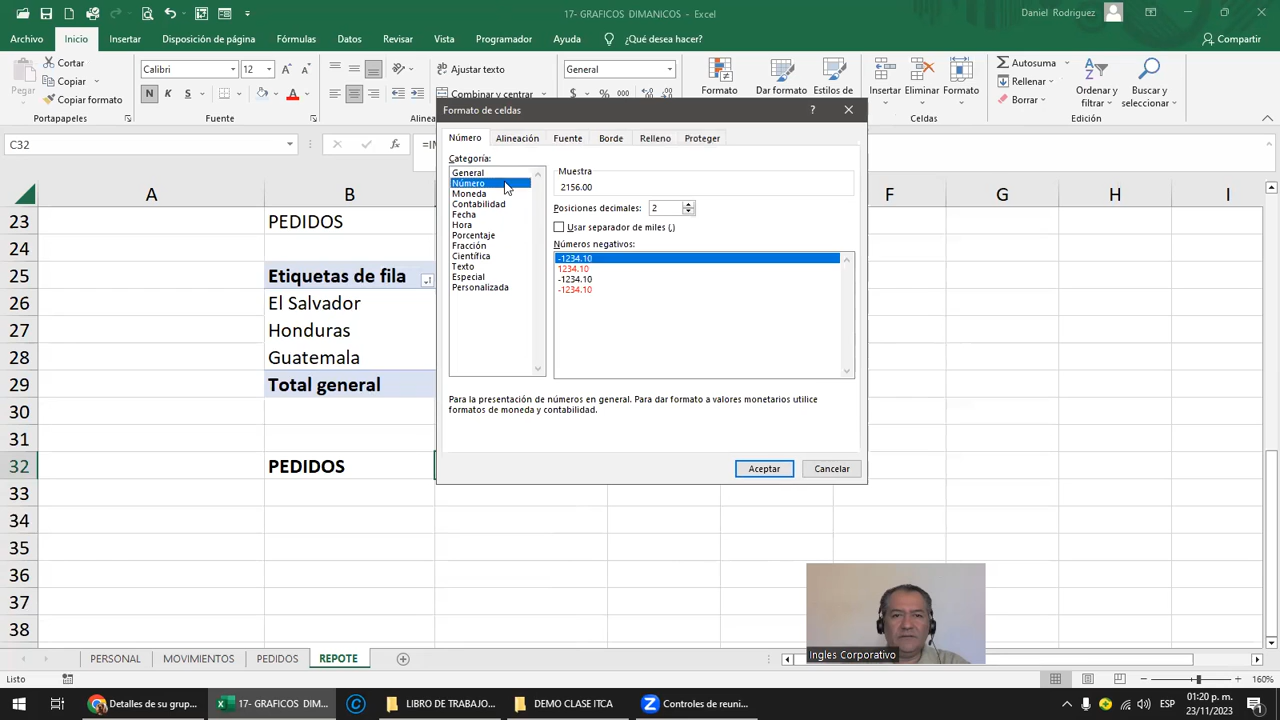 17- GRAFICOS DIMANICOS - Excel
Daniel Rodriguez
Archivo Inicio Insertar Disposición de página Fórmulas Datos Revisar Vista Programador Ayuda ¿Qué desea hacer? Compartir
Pegar
Cortar
Copiar
Copiar formato
Portapapeles
Calibri 12
N K S
Fuente
Ajustar texto
Combinar y centrar
General
$ % 000
Formato
Dar formato
Estilos de
Insertar Eliminar Formato
Celdas
Autosuma
Rellenar
Borrar
Ordenar y
filtrar
Buscar y
seleccionar
Edición
C32
fx
A B F G H I
23 PEDIDOS
24
25 Etiquetas de fila
26 El Salvador
27 Honduras
28 Guatemala
29 Total general
30
31
32 PEDIDOS
33
34
35
36
37
38
Formato de celdas ?
Número Alineación Fuente Borde Relleno Proteger
Categoría:
General
Número
Moneda
Contabilidad
Fecha
Hora
Porcentaje
Fracción
Científica
Texto
Especial
Personalizada
Muestra
2156.00
Posiciones decimales: 2
Usar separador de miles (,)
Números negativos:
-1234.10
1234.10
-1234.10
-1234.10
Para la presentación de números en general. Para dar formato a valores monetarios utilice
formatos de moneda y contabilidad.
Aceptar Cancelar
Ingles Corporativo
PERSONAL MOVIMIENTOS PEDIDOS REPOTE
Listo
160%
Detalles de su grup...
17- GRAFICOS DIM...
LIBRO DE TRABAJO...
DEMO CLASE ITCA
Controles de reuni...
ESP
01:20 p. m.
23/11/2023